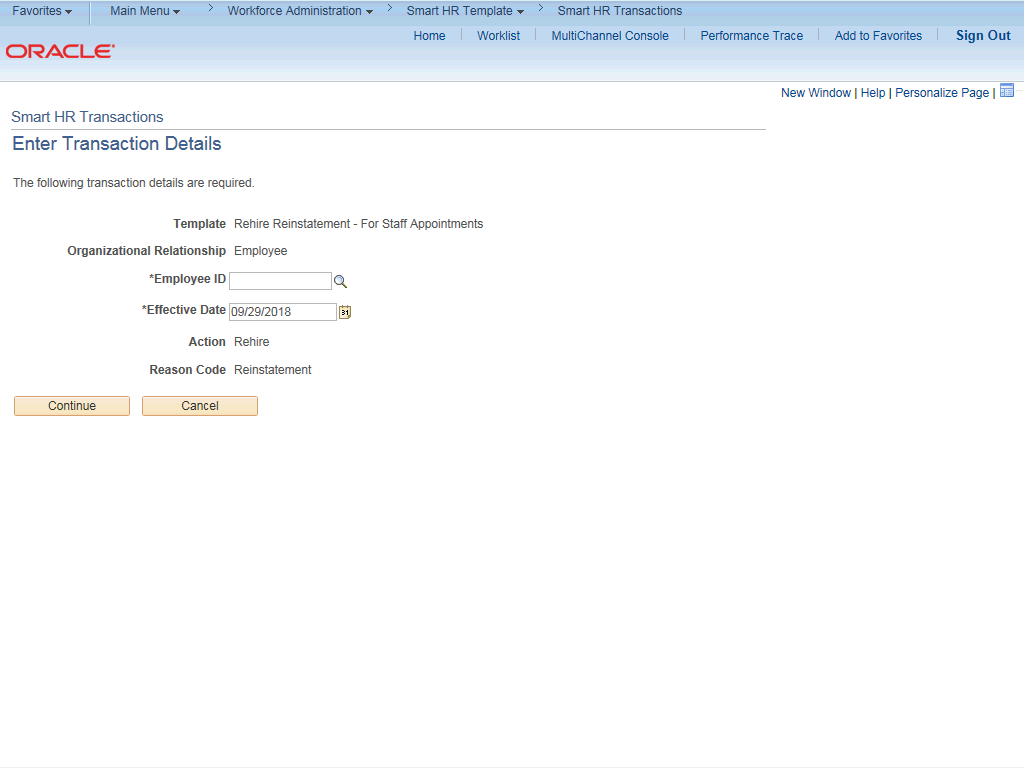 Favorites Main Menu > Workforce Administration > Smart HR Template > Smart HR Transactions
Home Worklist MultiChannel Console Performance Trace Add to Favorites Sign Out
ORACLE
New Window | Help | Personalize Page |
Smart HR Transactions
Enter Transaction Details
The following transaction details are required.
Template Rehire Reinstatement - For Staff Appointments
Organizational Relationship Employee
*Employee ID
*Effective Date 09/29/2018 31
Action Rehire
Reason Code Reinstatement
Continue Cancel